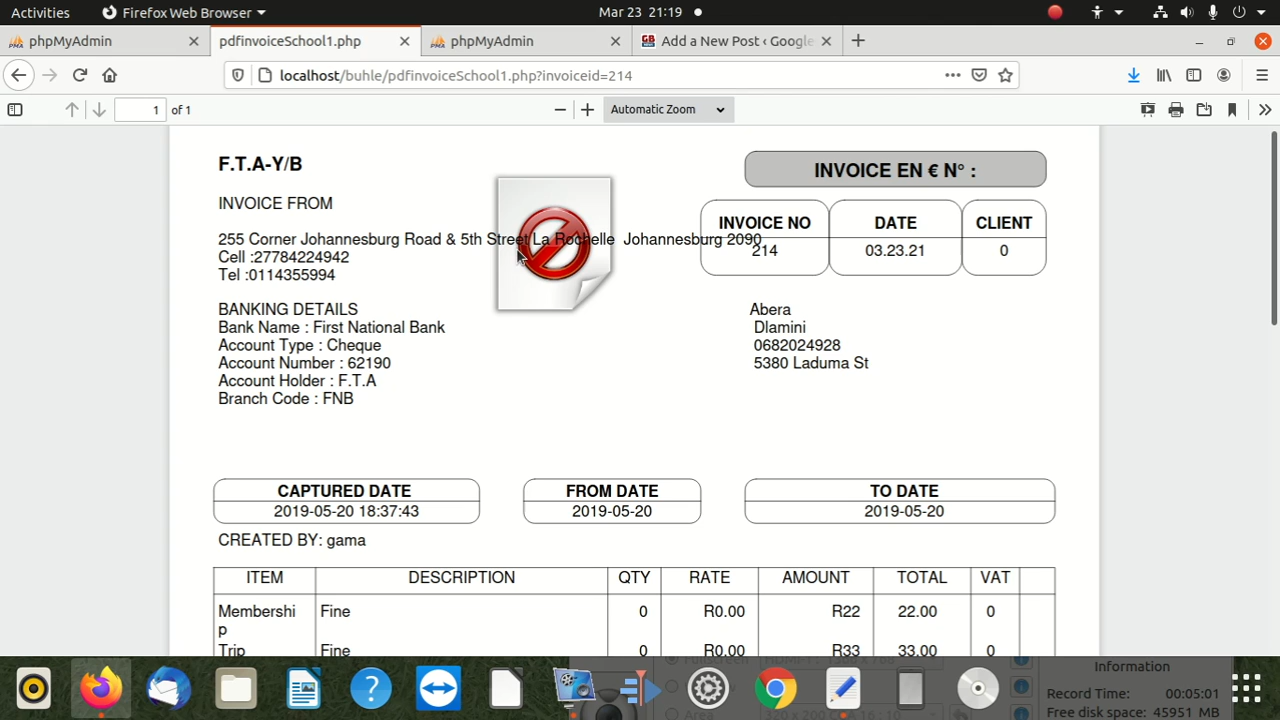 Activities
Firefox Web Browser
Mar 23 21:19
phpMyAdmin
pdfinvoiceSchool1.php
phpMyAdmin
Add a New Post ‹ Google
localhost/buhle/pdfinvoiceSchool1.php?invoiceid=214
1 of 1
Automatic Zoom
F.T.A-Y/B
INVOICE EN € N° :
INVOICE FROM
INVOICE NO DATE CLIENT
255 Corner Johannesburg Road & 5th Street La Rochelle Johannesburg 2090
214 03.23.21 0
Cell :27784224942
Tel :0114355994
BANKING DETAILS
Bank Name : First National Bank
Account Type : Cheque
Account Number : 62190
Account Holder : F.T.A
Branch Code : FNB
Abera
Dlamini
0682024928
5380 Laduma St
CAPTURED DATE
2019-05-20 18:37:43
FROM DATE
2019-05-20
TO DATE
2019-05-20
CREATED BY: gama
ITEM DESCRIPTION QTY RATE AMOUNT TOTAL VAT
Membershi Fine 0 R0.00 R22 22.00 0
p
Trip Fine 0 R0.00 R33 33.00 0
Information
Record Time: 00:05:01
Free disk space: 45951 MB